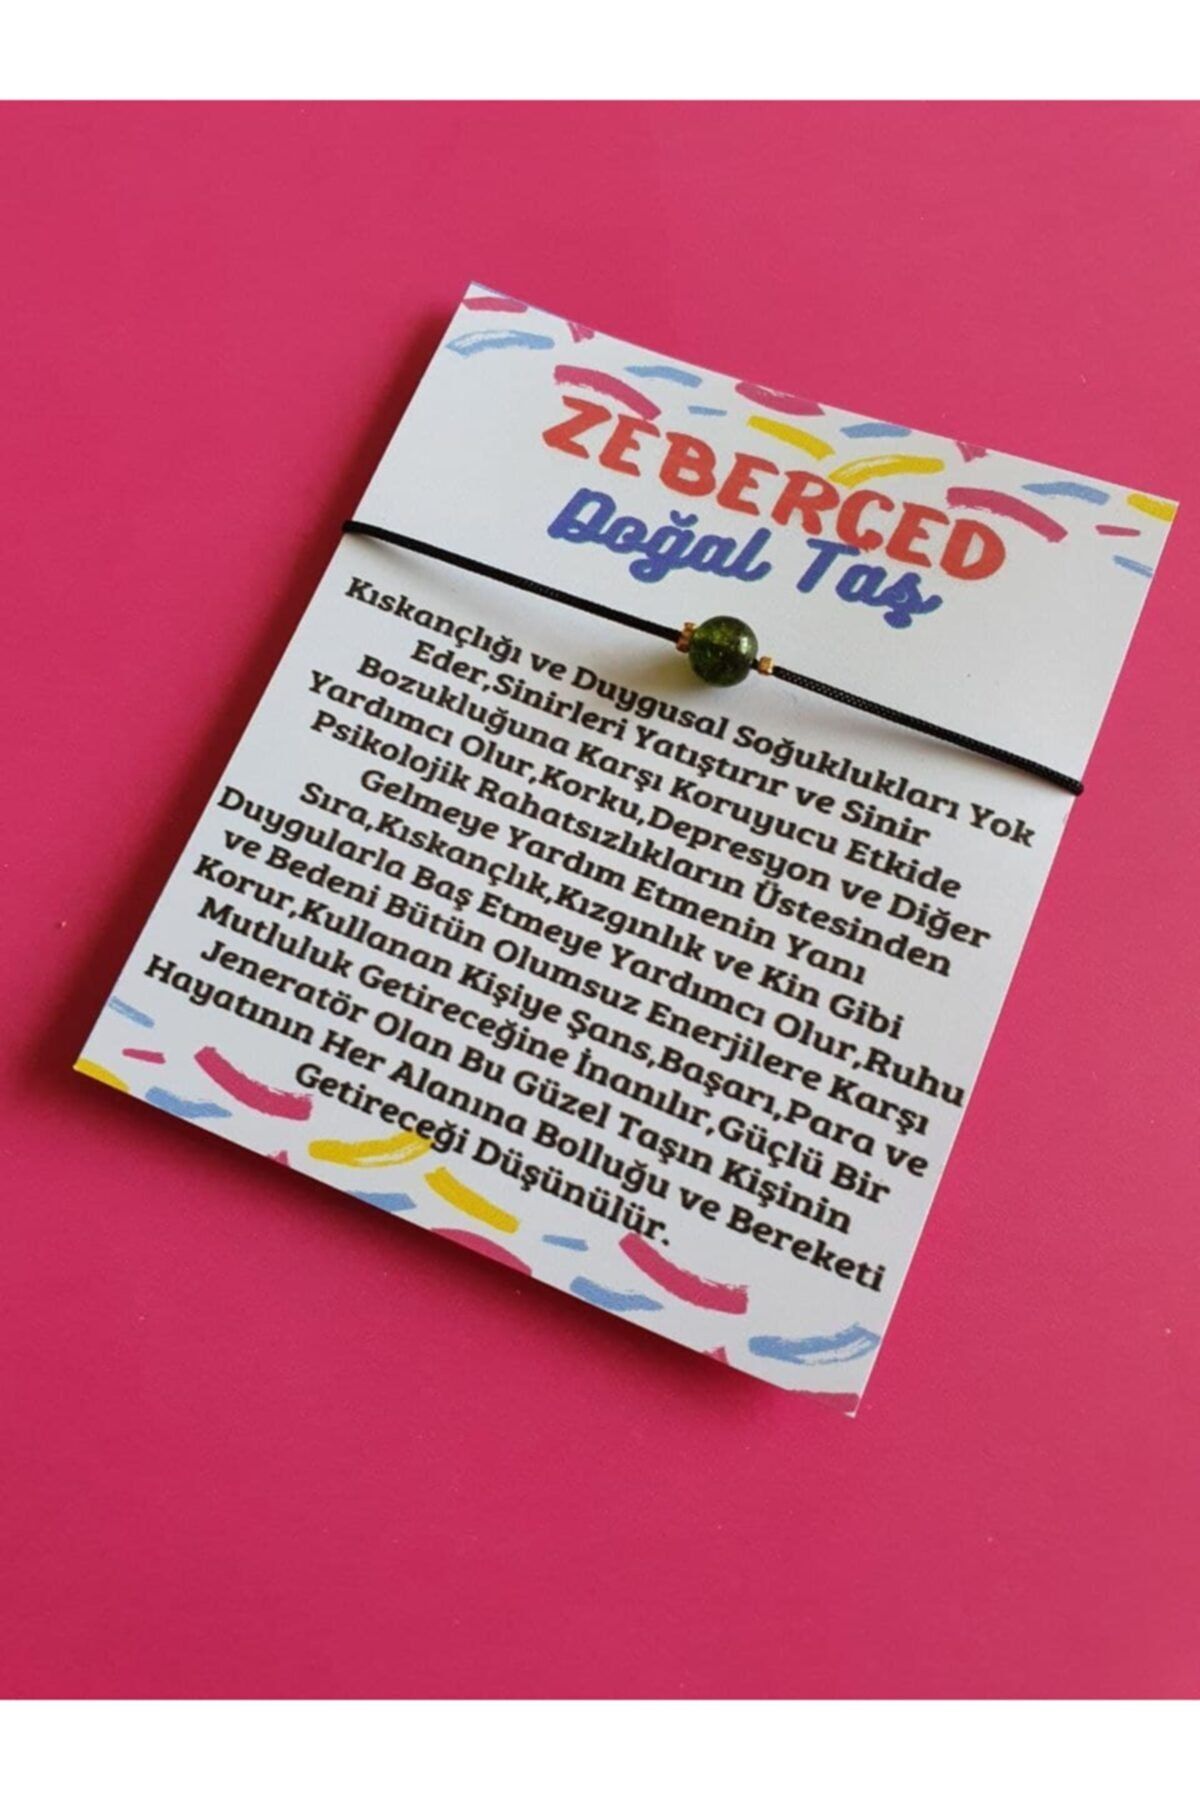 ZEBERCED
Doğal Taş
Kıskançlığı ve Duygusal Soğuklukları Yok
Eder,Sinirleri Yatıştırır ve Sinir
Bozukluğuna Karşı Koruyucu Etkide
Yardımcı Olur,Korku,Depresyon ve Diğer
Psikolojik Rahatsızlıkların Üstesinden
Gelmeye Yardım Etmenin Yanı
Sıra,Kıskançlık,Kızgınlık ve Kin Gibi
Duygularla Baş Etmeye Yardımcı Olur,Ruhu
ve Bedeni Bütün Olumsuz Enerjilere Karşı
Korur,Kullanan Kişiye Şans,Başarı,Para ve
Mutluluk Getireceğine İnanılır,Güçlü Bir
Jeneratör Olan Bu Güzel Taşın Kişinin
Hayatının Her Alanına Bolluğu ve Bereketi
Getireceği Düşünülür.